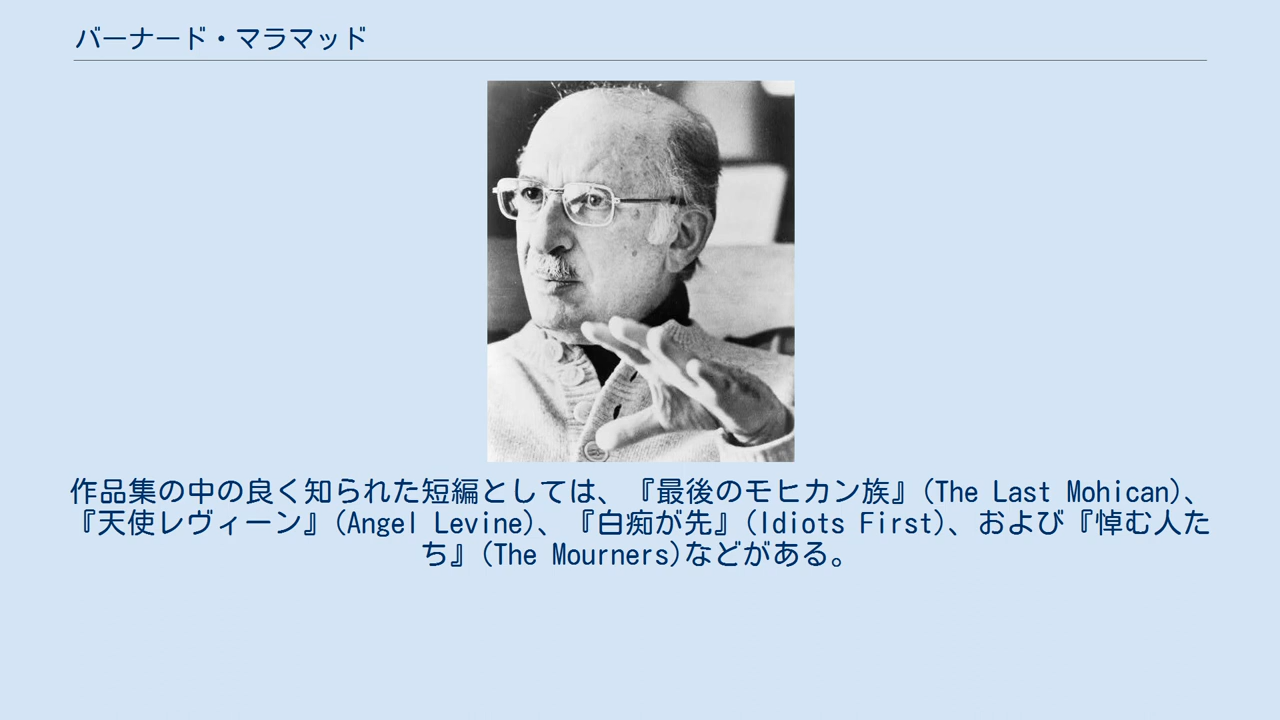 バーナード・マラマッド
作品集の中の良く知られた短編としては、『最後のモヒカン族』(The Last Mohican)、
『天使レヴィーン』(Angel Levine)、『白痴が先』(Idiots First)、および『悼む人た
ち』(The Mourners)などがある。